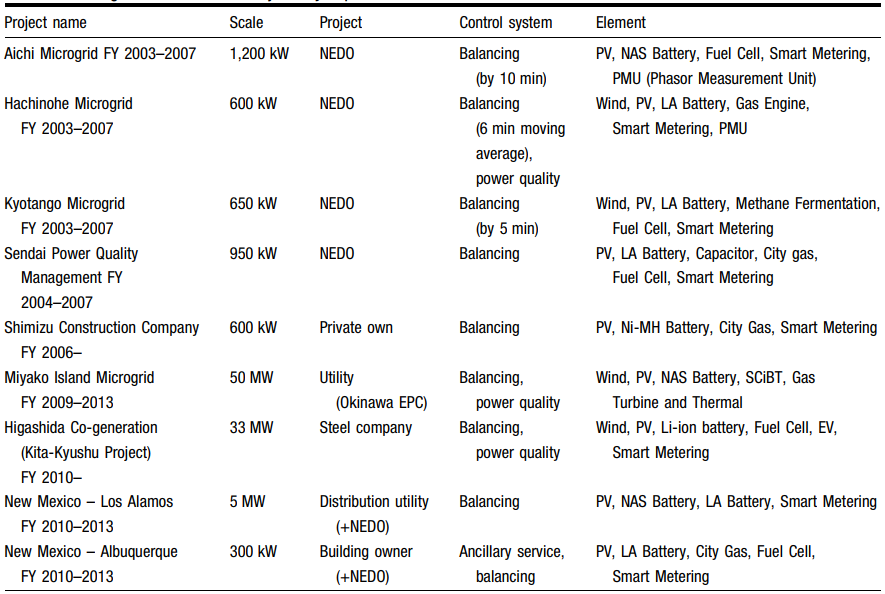 Project name Scale Project Control system Element
Aichi Microgrid FY 2003–2007 1,200 kW NEDO Balancing PV, NAS Battery, Fuel Cell, Smart Metering,
(by 10 min) PMU (Phasor Measurement Unit)
Hachinohe Microgrid 600 kW NEDO Balancing Wind, PV, LA Battery, Gas Engine,
FY 2003–2007 (6 min moving Smart Metering, PMU
average),
power quality
Kyotango Microgrid 650 kW NEDO Balancing Wind, PV, LA Battery, Methane Fermentation,
FY 2003–2007 (by 5 min) Fuel Cell, Smart Metering
Sendai Power Quality 950 kW NEDO Balancing PV, LA Battery, Capacitor, City gas,
Management FY Fuel Cell, Smart Metering
2004–2007
Shimizu Construction Company 600 kW Private own Balancing PV, Ni-MH Battery, City Gas, Smart Metering
FY 2006–
Miyako Island Microgrid 50 MW Utility Balancing, Wind, PV, NAS Battery, SCiBT, Gas
FY 2009–2013 (Okinawa EPC) power quality Turbine and Thermal
Higashida Co-generation 33 MW Steel company Balancing, Wind, PV, Li-ion battery, Fuel Cell, EV,
(Kita-Kyushu Project) power quality Smart Metering
FY 2010–
New Mexico – Los Alamos 5 MW Distribution utility Balancing PV, NAS Battery, LA Battery, Smart Metering
FY 2010–2013 (+NEDO)
New Mexico – Albuquerque 300 kW Building owner Ancillary service, PV, LA Battery, City Gas, Fuel Cell,
FY 2010–2013 (+NEDO) balancing Smart Metering